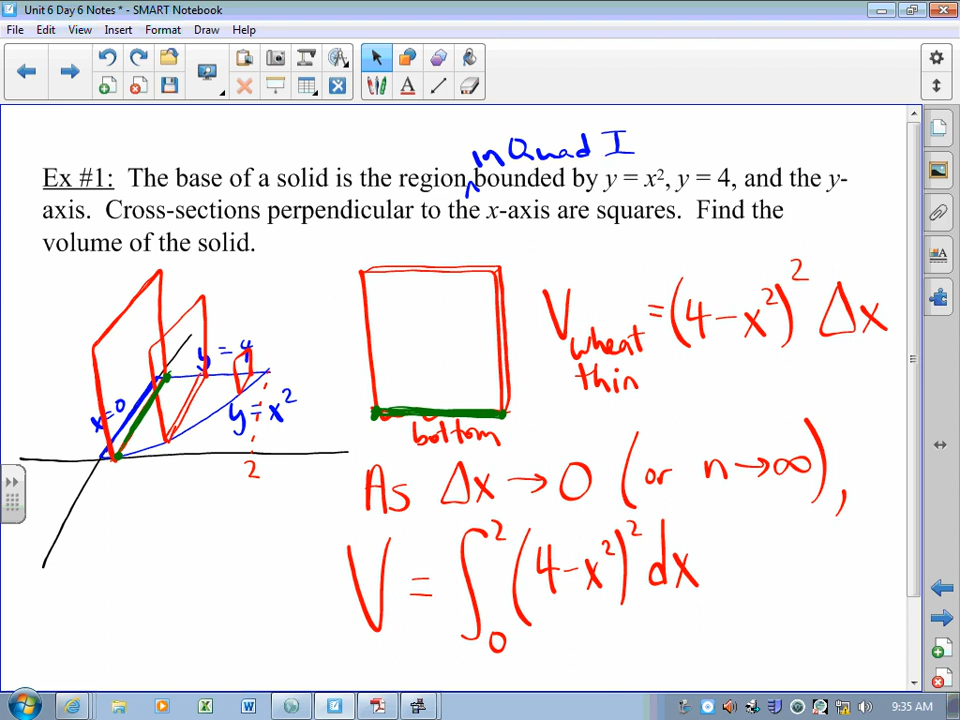 Unit 6 Day 6 Notes * - SMART Notebook
File Edit View Insert Format Draw Help
in Quad I
Ex #1: The base of a solid is the region ^ bounded by y = x², y = 4, and the y-
axis. Cross-sections perpendicular to the x-axis are squares. Find the
volume of the solid.
y = 4
x=0
y = x²
2
bottom
V wheat thin = (4 - x²)² Δx
As Δx → 0 (or n → ∞),
V = ∫₀² (4 - x²)² dx
9:35 AM